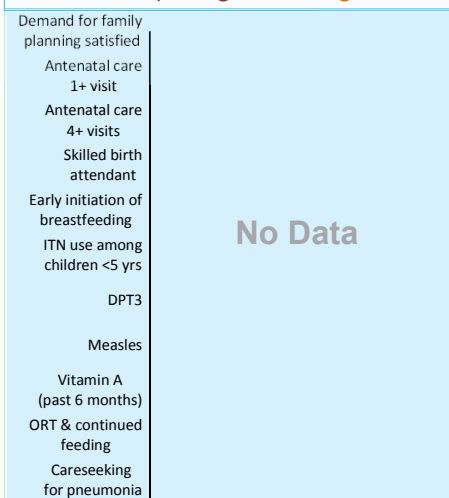 Demand for family
planning satisfied
Antenatal care
1+ visit
Antenatal care
4+ visits
Skilled birth
attendant
Early initiation of
breastfeeding
ITN use among
children <5 yrs
No Data
DPT3
Measles
Vitamin A
(past 6 months)
ORT & continued
feeding
Careseeking
for pneumonia